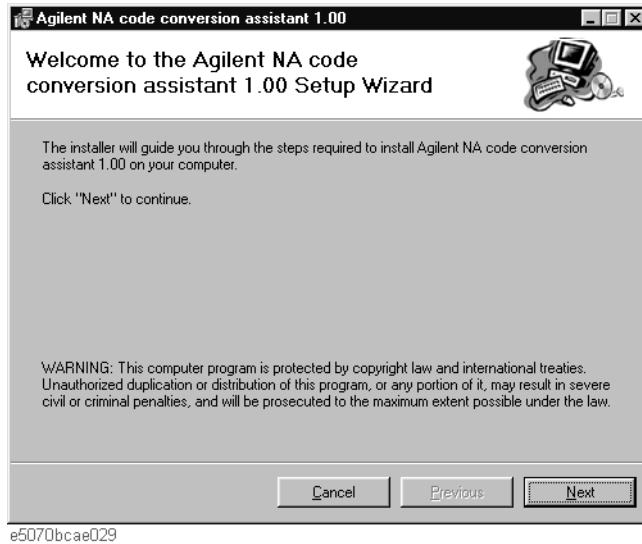 Agilent NA code conversion assistant 1.00
Welcome to the Agilent NA code
conversion assistant 1.00 Setup Wizard
The installer will guide you through the steps required to install Agilent NA code conversion
assistant 1.00 on your computer.
Click "Next" to continue.
WARNING: This computer program is protected by copyright law and international treaties.
Unauthorized duplication or distribution of this program, or any portion of it, may result in severe
civil or criminal penalties, and will be prosecuted to the maximum extent possible under the law.
Cancel Previous Next
e5070bcae029